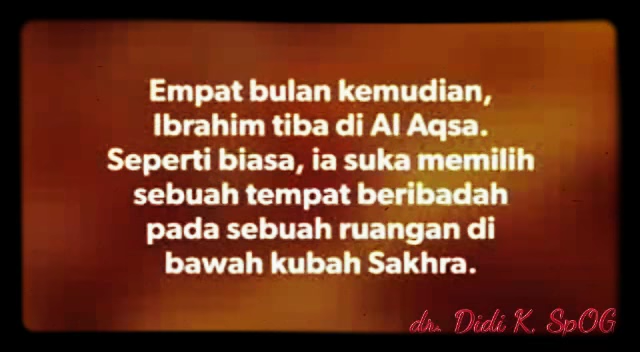 Empat bulan kemudian,
Ibrahim tiba di Al Aqsa.
Seperti biasa, ia suka memilih
sebuah tempat beribadah
pada sebuah ruangan di
bawah kubah Sakhra.
dr. Didi K. SpOG